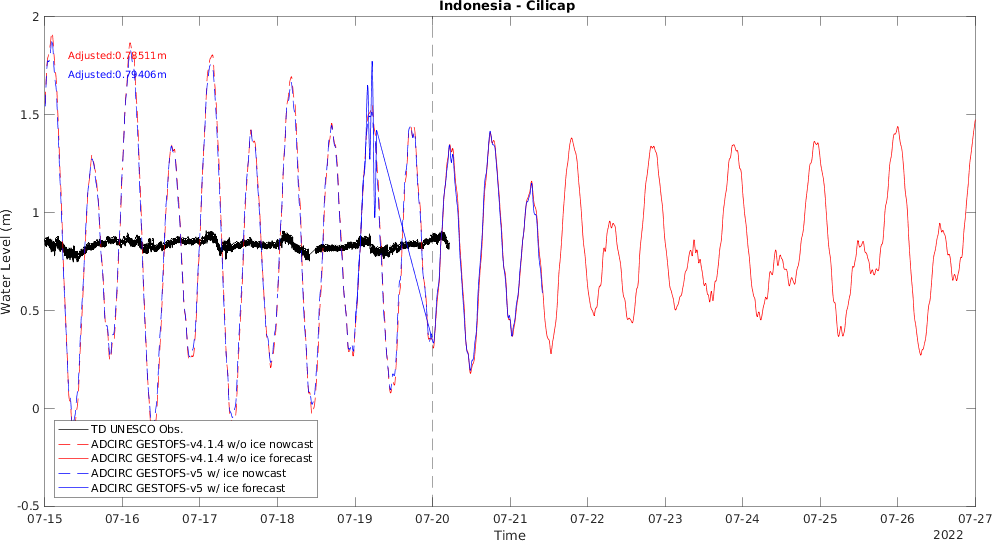 Indonesia - Cilicap
Adjusted:0.78511m
Adjusted:0.79406m
Water Level (m)
2
1.5
1
0.5
0
-0.5
TD UNESCO Obs.
ADCIRC GESTOFS-v4.1.4 w/o ice nowcast
ADCIRC GESTOFS-v4.1.4 w/o ice forecast
ADCIRC GESTOFS-v5 w/ ice nowcast
ADCIRC GESTOFS-v5 w/ ice forecast
07-15 07-16 07-17 07-18 07-19 07-20 07-21 07-22 07-23 07-24 07-25 07-26 07-27
Time
2022